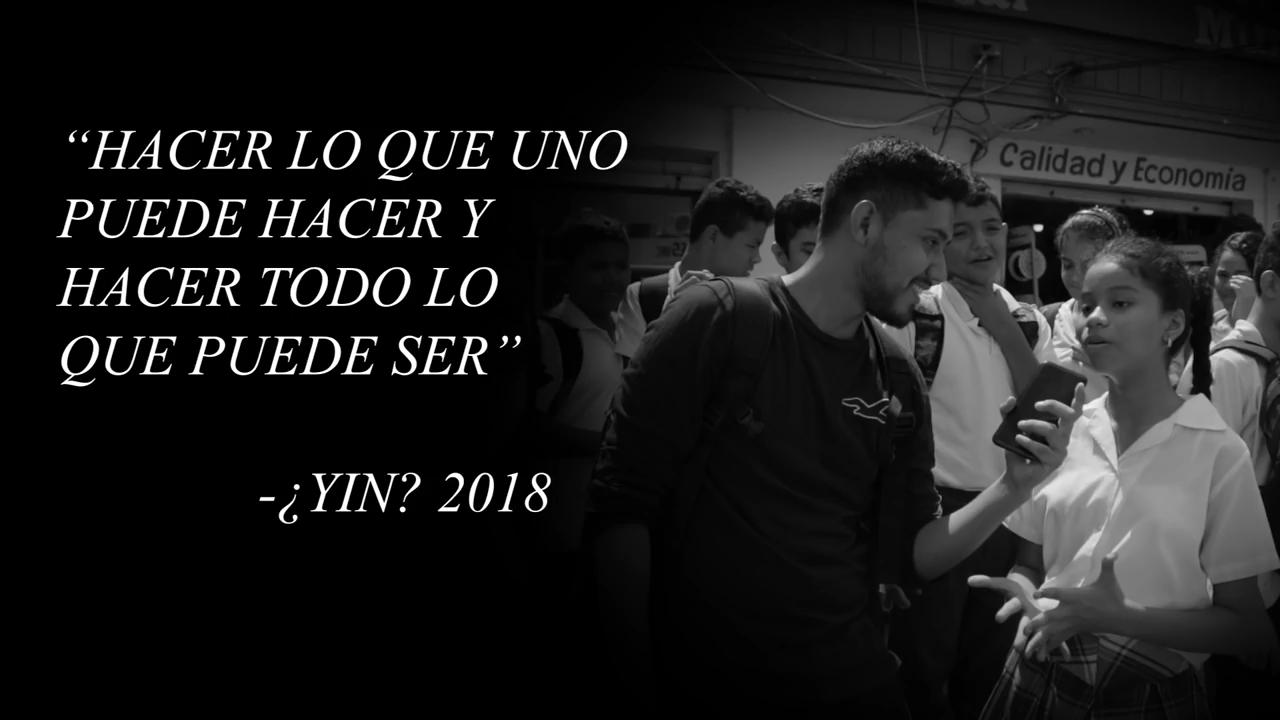 “HACER LO QUE UNO
PUEDE HACER Y
HACER TODO LO
QUE PUEDE SER”
-¿YIN? 2018
Calidad y Economía